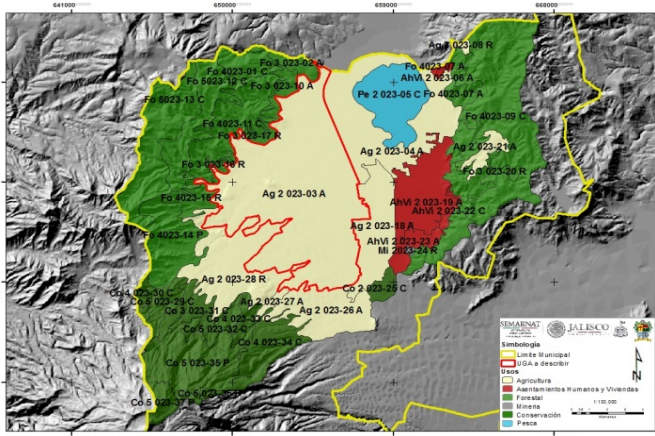 641000 650000 659000 668000
Ag 2 023-08 R
Fo 3 023-02 A
Fo 4023-07 A
Fo 4023-01 C
AhVi 2 023-06 A
Fo 5023-12 C
Fo 3 023-10 A
Pe 2 023-05 C
Fo 4023-07 A
Fo 5023-13 C
Fo 4023-09 C
Fo 4023-11 C
Fo 3 023-17 R
Ag 2 023-04 A
Ag 2 023-21 A
Fo 3 023-16 R
Fo 3 023-20 R
Fo 4023-15 R
Ag 2 023-03 A
AhVi 2 023-19 A
AhVi 2 023-22 C
Fo 4023-14 P
Ag 2 023-18 A
AhVi 2 023-23 A
Mi 2023-24 R
Ag 2 023-28 R
Co 2 023-25 C
Co 4 023-30 C
Co 5 023-29 C
Ag 2 023-27 A
Co 3 023-31 C
Ag 2 023-26 A
Co 4 023-33 C
Co 5 023-32 C
Co 4 023-34 C
Co 5 023-35 P
SEMARNAT
JALISCO
Simbología
Limite Municipal
UGA a describir
Usos
Agricultura
Asentamientos Humanos y Viviendas
Forestal
Mineria
Conservación
Pesca
N